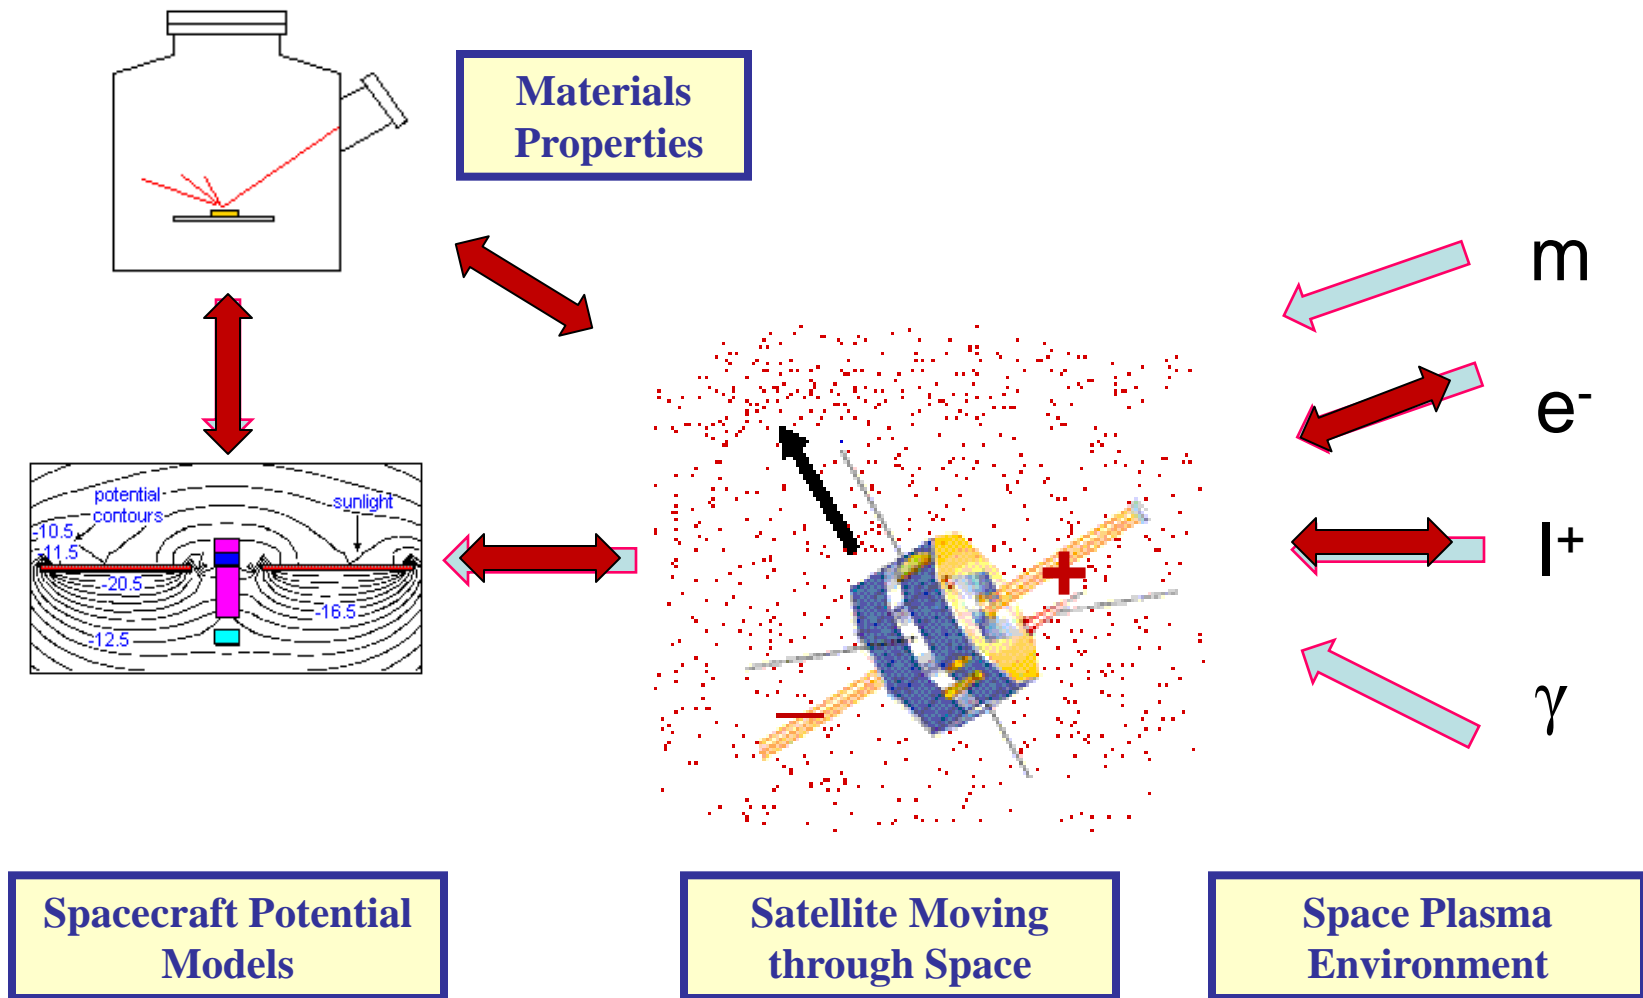 Materials
Properties
m
e-
I+
γ
potential
contours
sunlight
-10.5
-11.5
-20.5
-16.5
-12.5
+
−
Spacecraft Potential
Models
Satellite Moving
through Space
Space Plasma
Environment